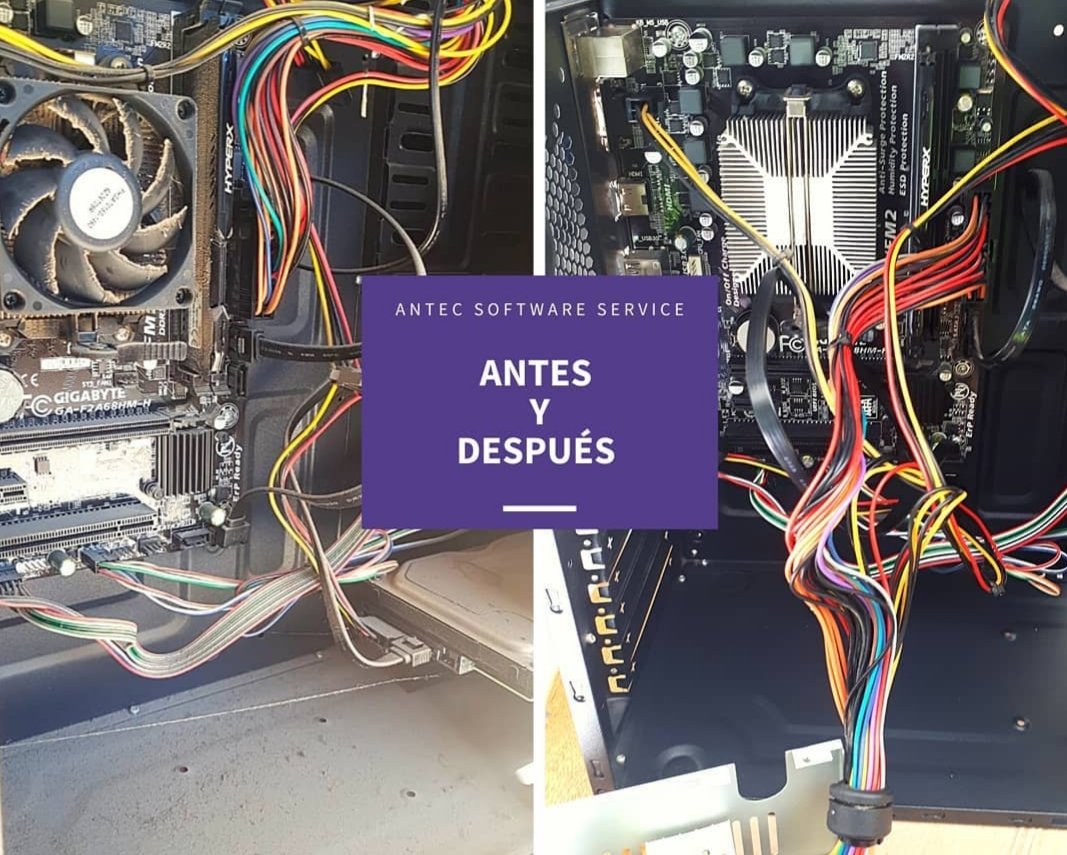 ANTEC SOFTWARE SERVICE
ANTES
Y
DESPUÉS
HYPERX
GIGABYTE
GA-F2A68HM-H
ErP Ready
KB_MS_USB
Anti-Surge Protection
Humidity Protection
ESD Protection
HYPERX
HDMI
On/Off Charge
ErP Ready